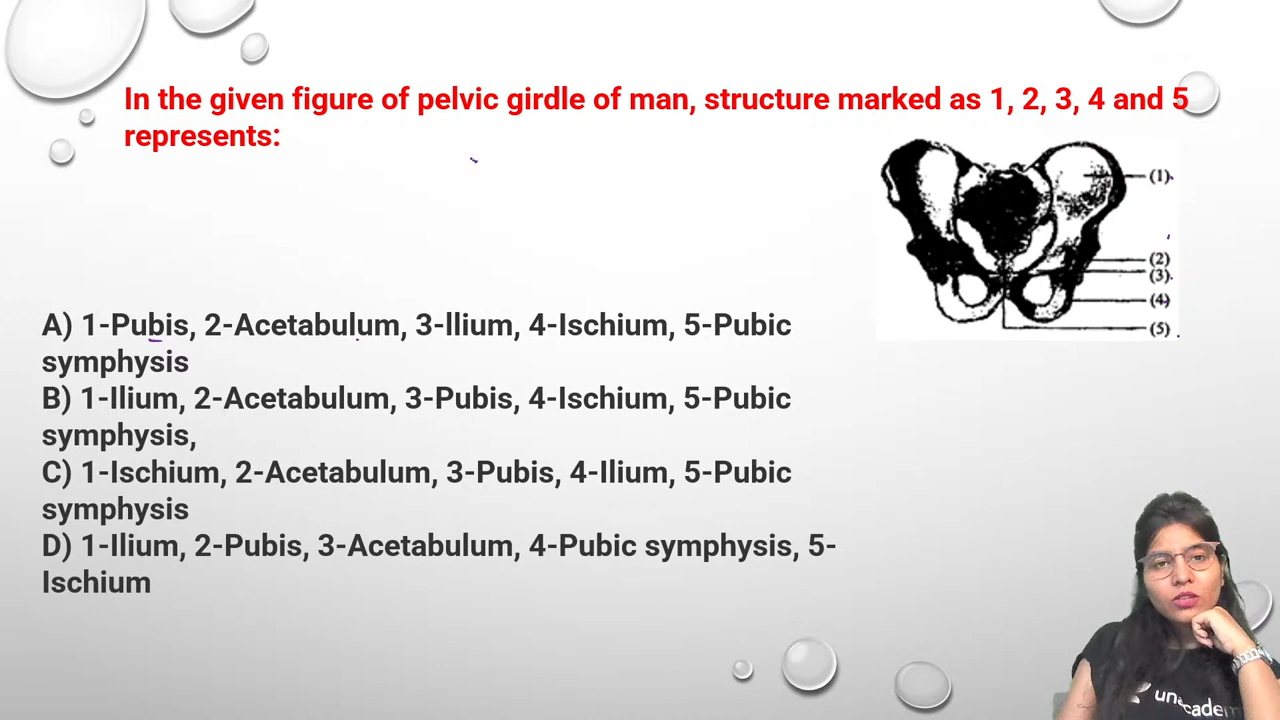 In the given figure of pelvic girdle of man, structure marked as 1, 2, 3, 4 and 5
represents:
(1)
(2)
(3)
(4)
(5)
A) 1-Pubis, 2-Acetabulum, 3-llium, 4-Ischium, 5-Pubic
symphysis
B) 1-Ilium, 2-Acetabulum, 3-Pubis, 4-Ischium, 5-Pubic
symphysis,
C) 1-Ischium, 2-Acetabulum, 3-Pubis, 4-Ilium, 5-Pubic
symphysis
D) 1-Ilium, 2-Pubis, 3-Acetabulum, 4-Pubic symphysis, 5-
Ischium